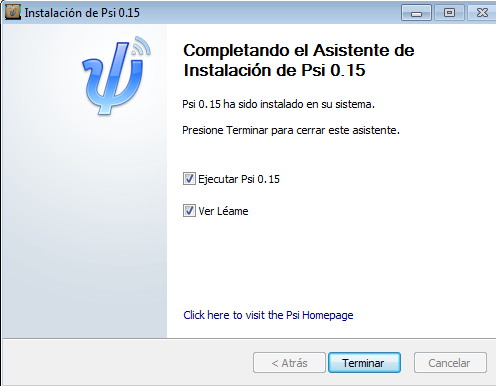 Instalación de Psi 0.15
Completando el Asistente de
Instalación de Psi 0.15
Psi 0.15 ha sido instalado en su sistema.
Presione Terminar para cerrar este asistente.
Ejecutar Psi 0.15
Ver Léame
Click here to visit the Psi Homepage
< Atrás Terminar Cancelar